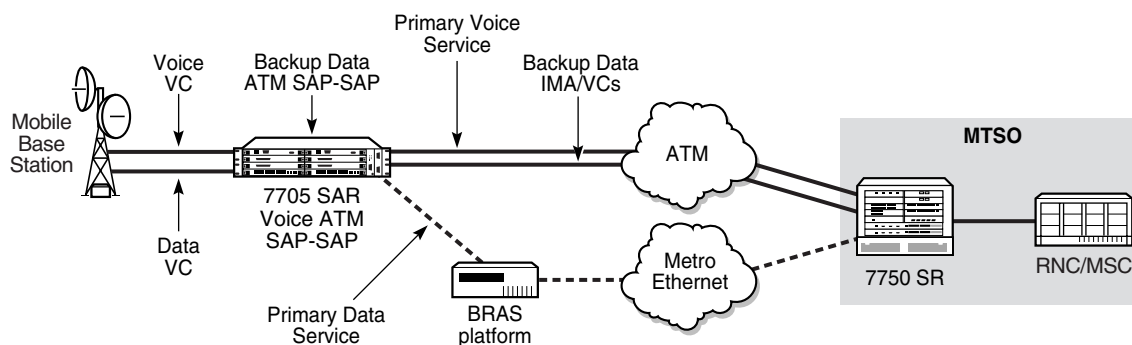 Primary Voice
Service
Voice
VC
Backup Data
ATM SAP-SAP
Backup Data
IMA/VCs
Mobile
Base
Station
ATM
MTSO
7705 SAR
Voice ATM
SAP-SAP
Data
VC
Metro
Ethernet
7750 SR
RNC/MSC
Primary Data
Service
BRAS
platform